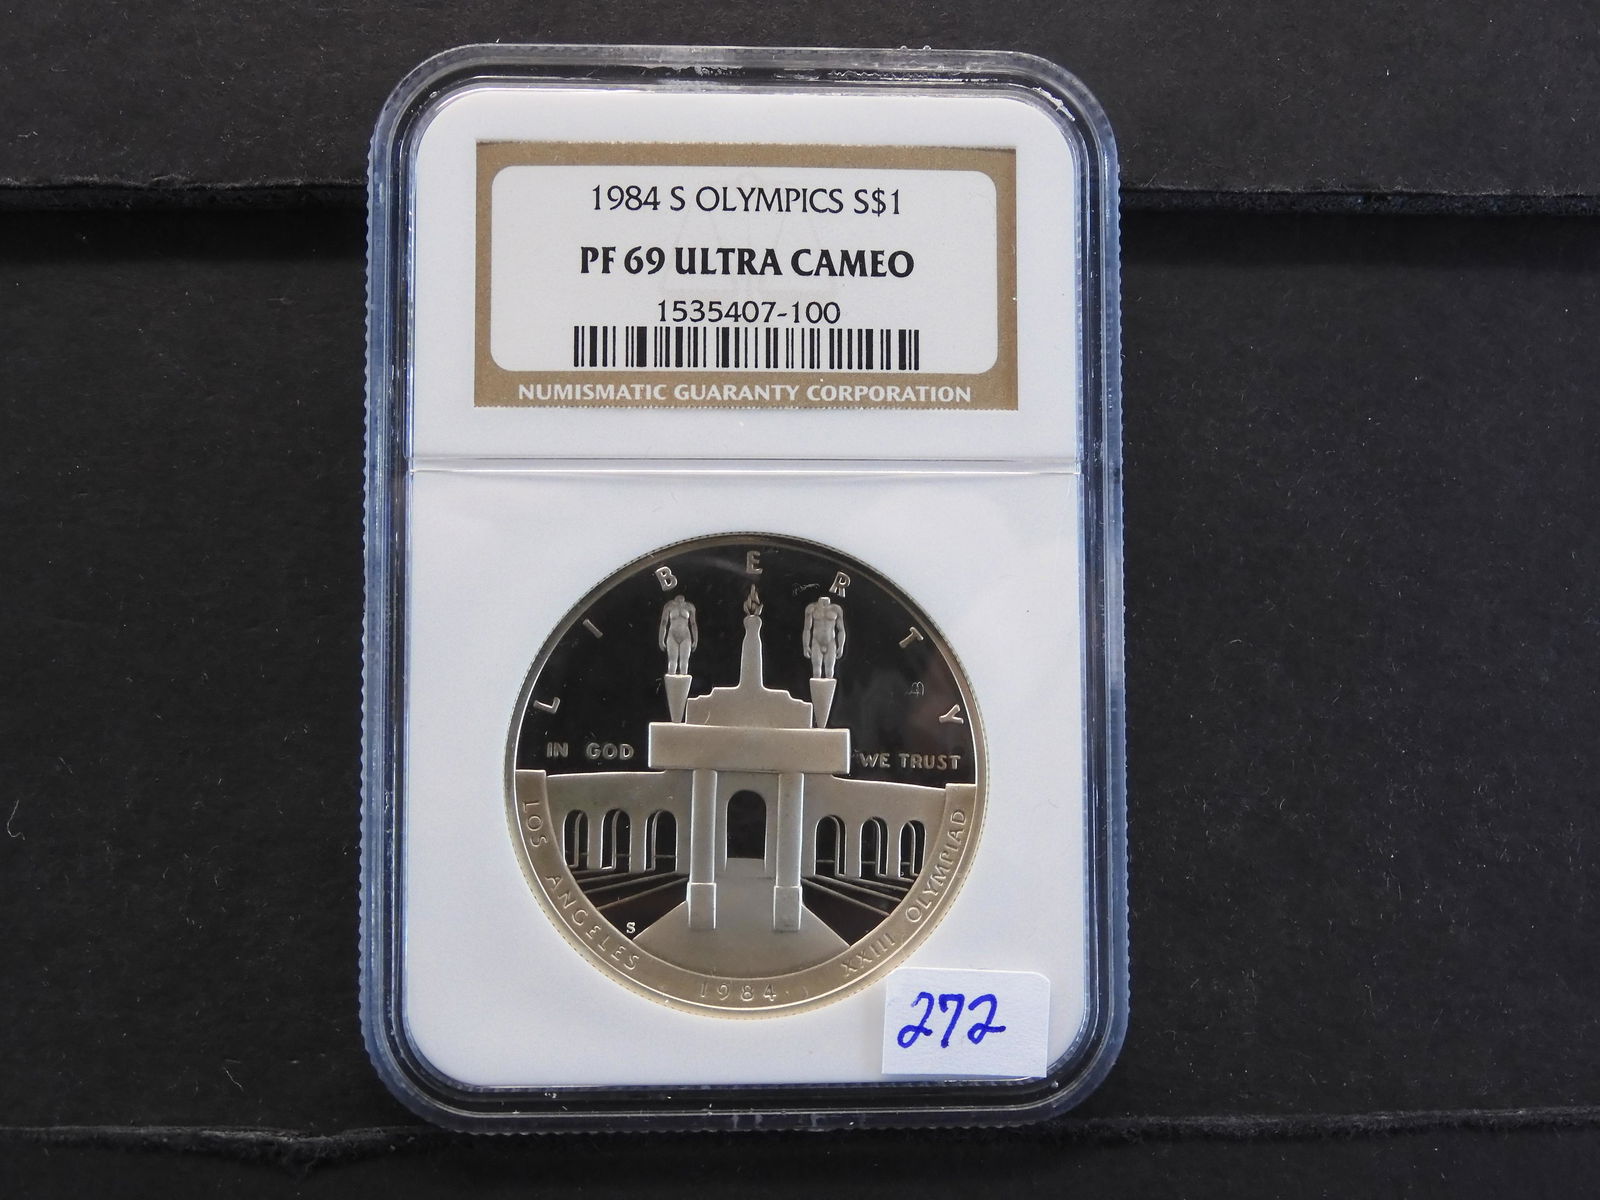 1984 S OLYMPICS S$1
PF 69 ULTRA CAMEO
1535407-100
NUMISMATIC GUARANTY CORPORATION
LIBERTY
IN GOD WE TRUST
S
LOS ANGELES 1984 XXIII OLYMPIAD
272